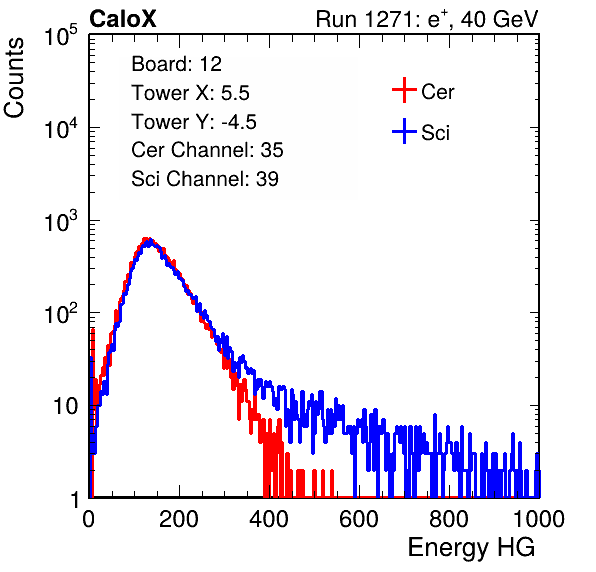 CaloX Run 1271: e⁺, 40 GeV
Counts
Board: 12
Tower X: 5.5
Tower Y: -4.5
Cer Channel: 35
Sci Channel: 39
Cer
Sci
10⁵
10⁴
10³
10²
10
1
0 200 400 600 800 1000
Energy HG